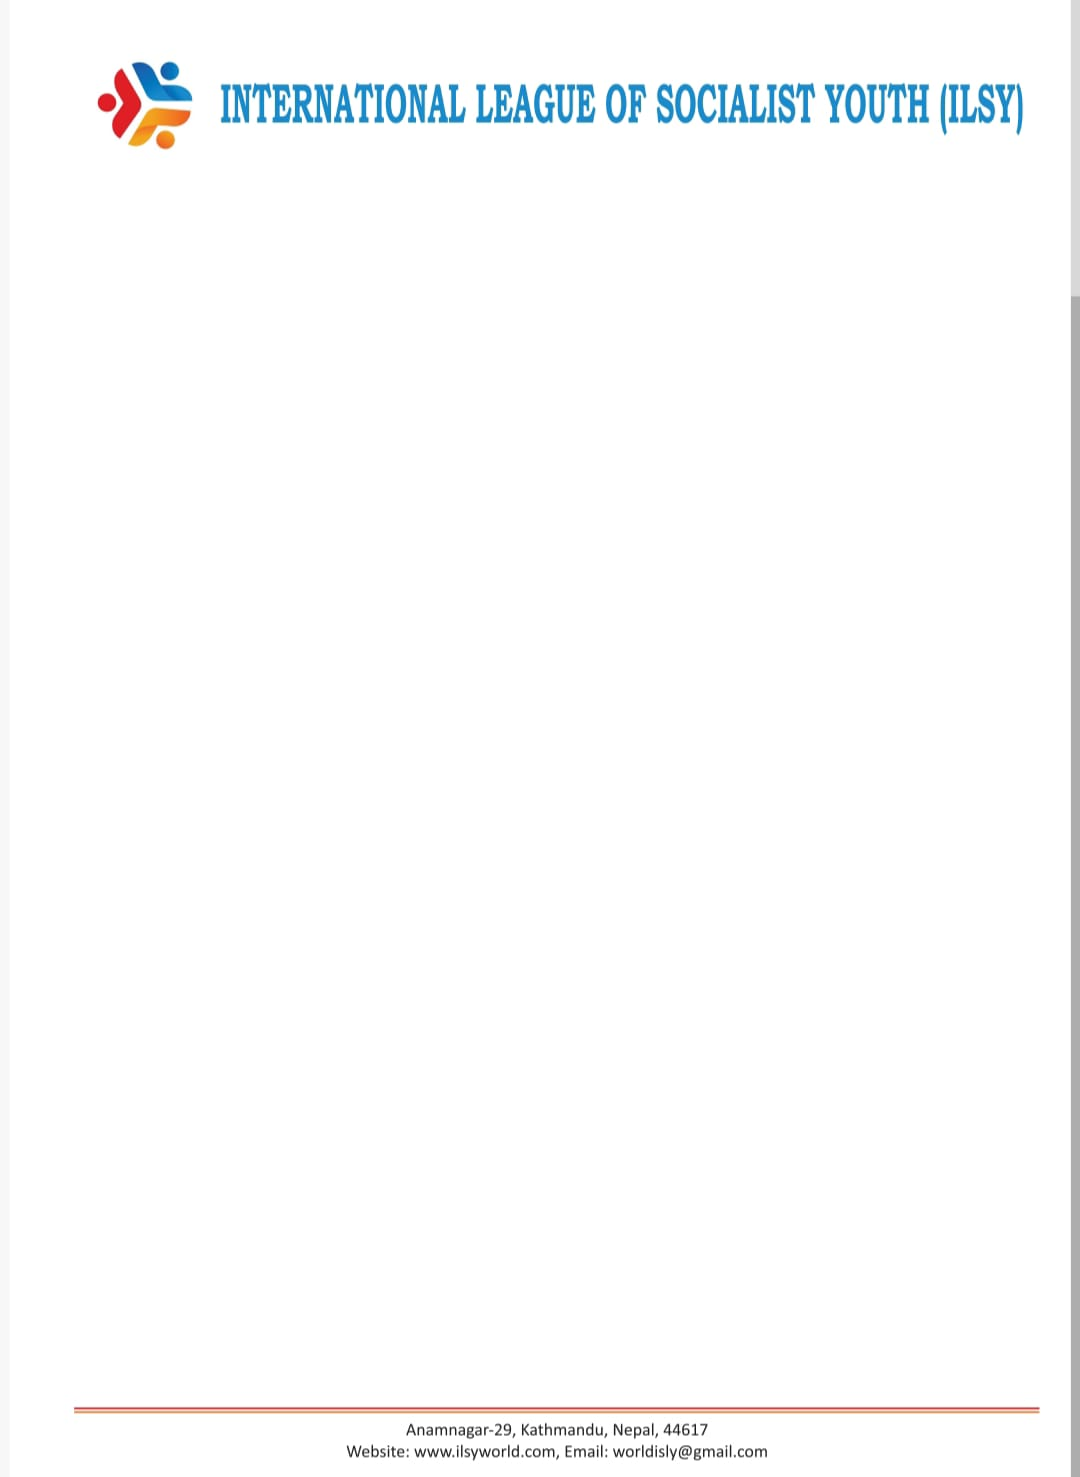 INTERNATIONAL LEAGUE OF SOCIALIST YOUTH (ILSY)
Anamnagar-29, Kathmandu, Nepal, 44617
Website: www.ilsyworld.com, Email: worldisly@gmail.com